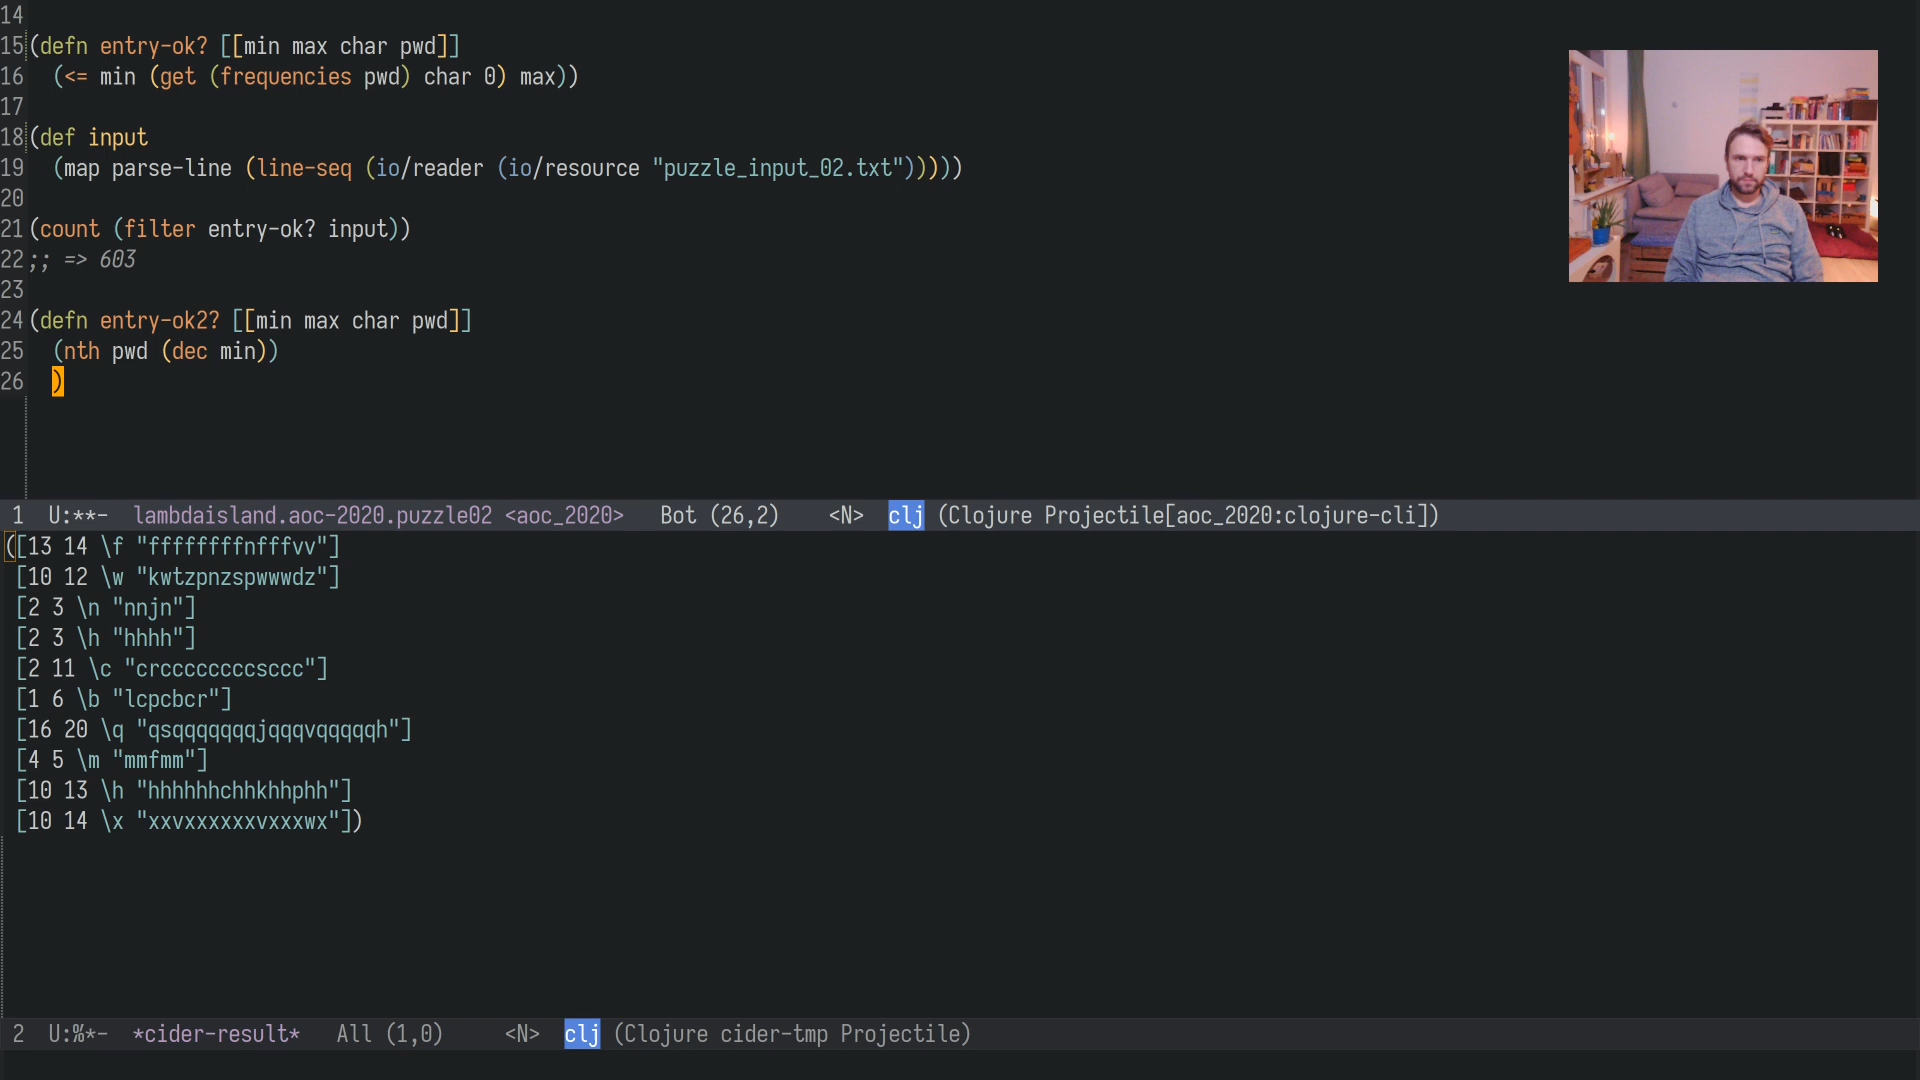 14
15 (defn entry-ok? [[min max char pwd]]
16   (<= min (get (frequencies pwd) char 0) max))
17
18 (def input
19   (map parse-line (line-seq (io/reader (io/resource "puzzle_input_02.txt")))))
20
21 (count (filter entry-ok? input))
22 ;; => 603
23
24 (defn entry-ok2? [[min max char pwd]]
25   (nth pwd (dec min))
26   )
1  U:**-  lambdaisland.aoc-2020.puzzle02 <aoc_2020>   Bot (26,2)    <N>  clj (Clojure Projectile[aoc_2020:clojure-cli])
([13 14 \f "ffffffffnfffvv"]
 [10 12 \w "kwtzpnzspwwwdz"]
 [2 3 \n "nnjn"]
 [2 3 \h "hhhh"]
 [2 11 \c "crccccccccsccc"]
 [1 6 \b "lcpcbcr"]
 [16 20 \q "qsqqqqqqqjqqqvqqqqqh"]
 [4 5 \m "mmfmm"]
 [10 13 \h "hhhhhhchhkhhphh"]
 [10 14 \x "xxvxxxxxxvxxxwx"])
2  U:%*-  *cider-result*   All (1,0)     <N>  clj (Clojure cider-tmp Projectile)